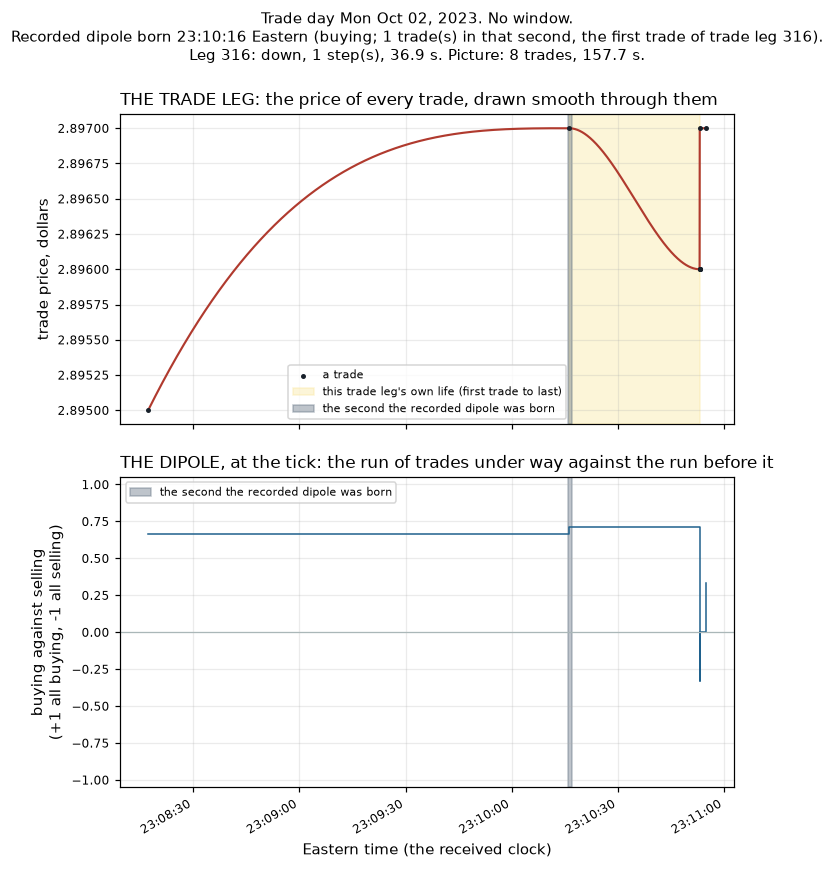 Trade day Mon Oct 02, 2023. No window.
Recorded dipole born 23:10:16 Eastern (buying; 1 trade(s) in that second, the first trade of trade leg 316).
Leg 316: down, 1 step(s), 36.9 s. Picture: 8 trades, 157.7 s.
THE TRADE LEG: the price of every trade, drawn smooth through them
trade price, dollars
2.89700
2.89675
2.89650
2.89625
2.89600
2.89575
2.89550
2.89525
2.89500
a trade
this trade leg's own life (first trade to last)
the second the recorded dipole was born
THE DIPOLE, at the tick: the run of trades under way against the run before it
buying against selling
(+1 all buying, -1 all selling)
1.00
0.75
0.50
0.25
0.00
−0.25
−0.50
−0.75
−1.00
the second the recorded dipole was born
23:08:30
23:09:00
23:09:30
23:10:00
23:10:30
23:11:00
Eastern time (the received clock)